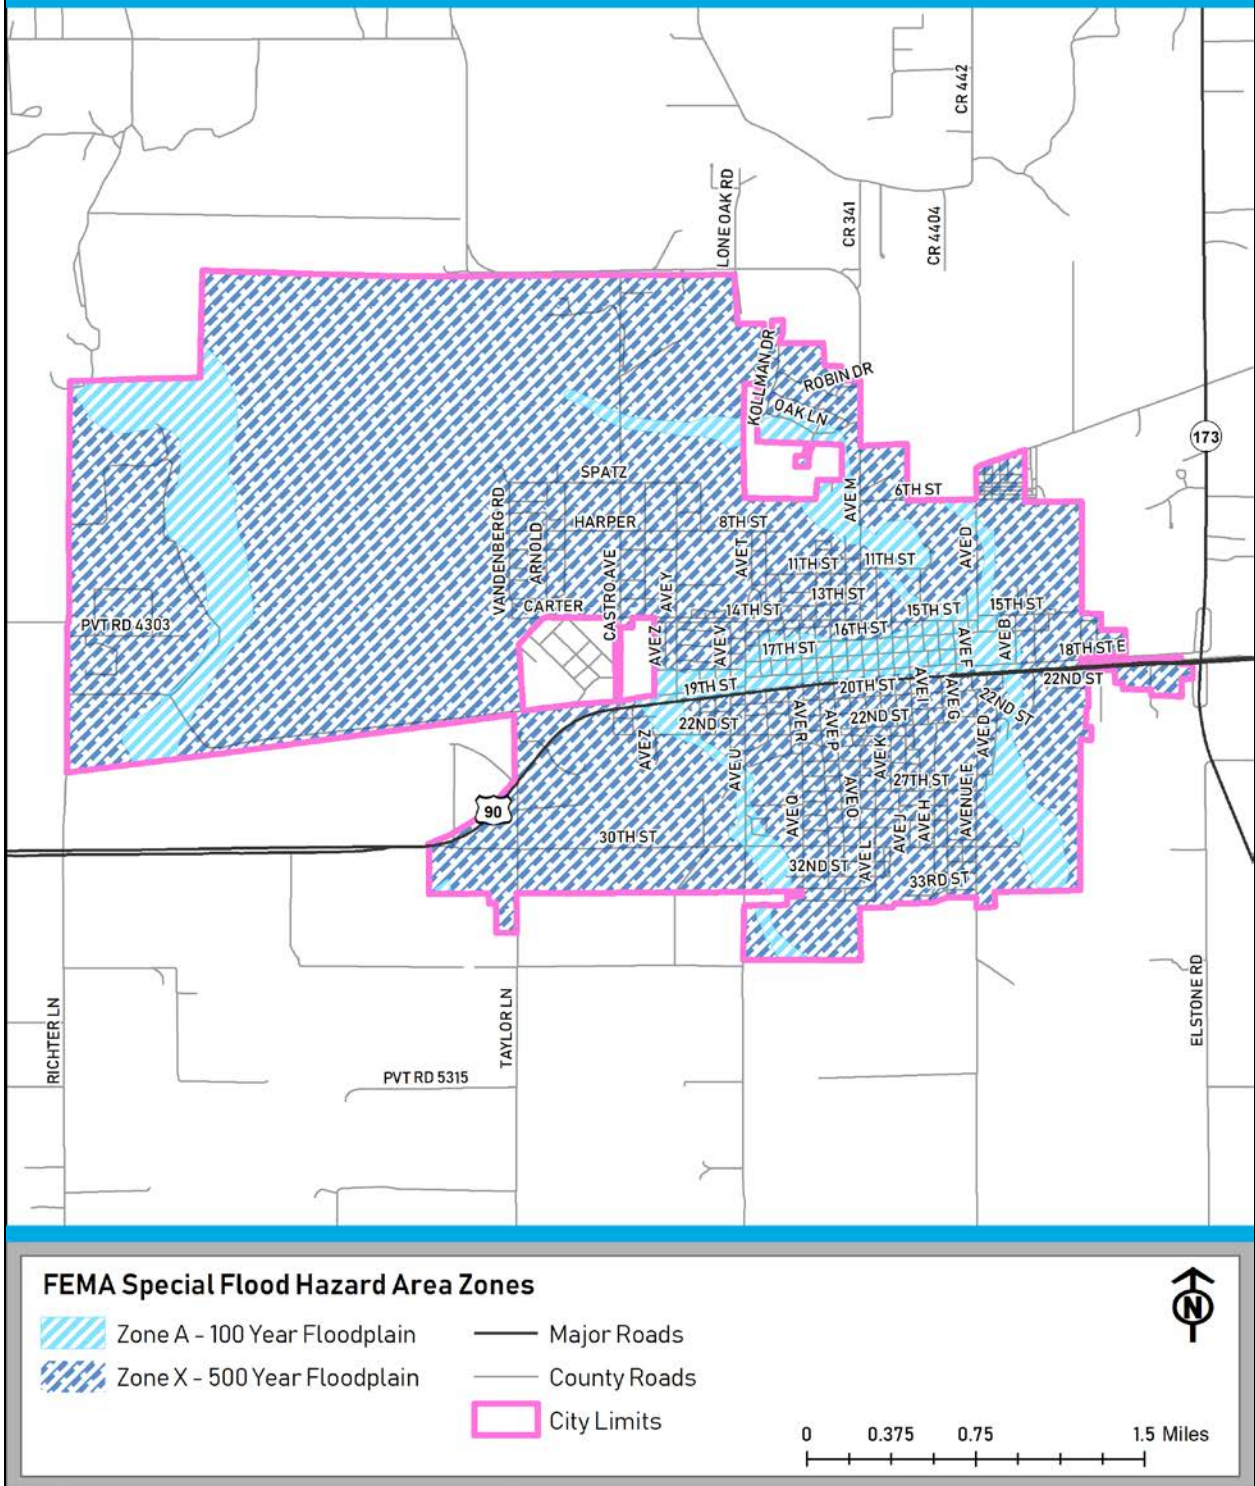 CR 442
LONE OAK RD
CR 341
CR 4404
KOLLMAN DR
ROBIN DR
OAK LN
173
SPATZ
6TH ST
VANDENBERG RD
AVE M
HARPER
8TH ST
ARNOLD
AVE D
CASTRO AVE
AVE T
11TH ST
11TH ST
AVE Y
13TH ST
CARTER
14TH ST
15TH ST
15TH ST
PVT RD 4303
16TH ST
AVE Z
AVE V
17TH ST
AVE F
AVE B
18TH ST E
19TH ST
20TH ST
AVE I
22ND ST
22ND ST
AVE R
AVE P
22ND ST
AVE G
22ND ST
AVE Z
AVE U
AVE K
AVE D
27TH ST
90
AVE Q
AVE O
AVE J
AVE H
AVENUE E
30TH ST
32ND ST
AVE L
33RD ST
RICHTER LN
TAYLOR LN
ELSTONE RD
PVT RD 5315
FEMA Special Flood Hazard Area Zones
Zone A - 100 Year Floodplain
Zone X - 500 Year Floodplain
Major Roads
County Roads
City Limits
N
0 0.375 0.75 1.5 Miles